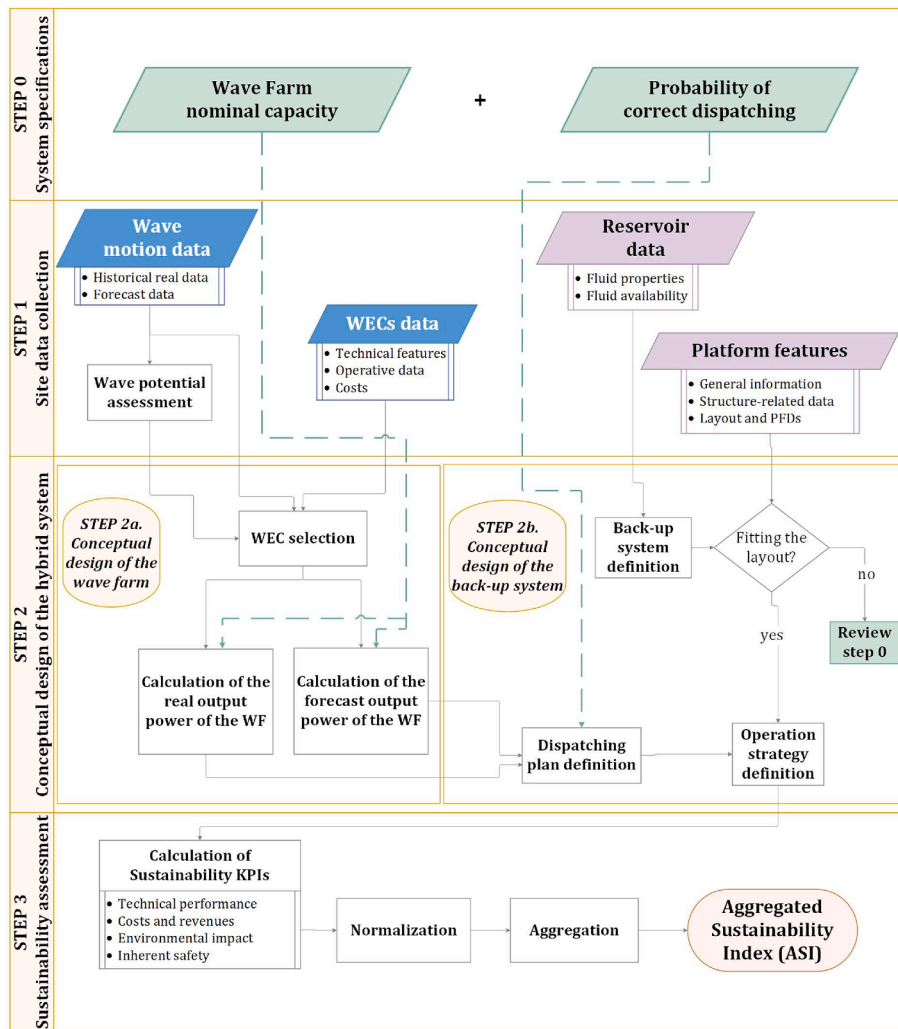 STEP 0
System specifications
Wave Farm
nominal capacity
+
Probability of
correct dispatching
STEP 1
Site data collection
Wave
motion data
• Historical real data
• Forecast data
Wave potential
assessment
WECs data
• Technical features
• Operative data
• Costs
Reservoir
data
• Fluid properties
• Fluid availability
Platform features
• General information
• Structure-related data
• Layout and PFDs
STEP 2
Conceptual design of the hybrid system
STEP 2a.
Conceptual
design of the
wave farm
WEC selection
Calculation of the
real output
power of the WF
Calculation of the
forecast output
power of the WF
STEP 2b.
Conceptual
design of the
back-up system
Back-up
system
definition
Fitting the
layout?
no
yes
Review
step 0
Dispatching
plan definition
Operation
strategy
definition
STEP 3
Sustainability assessment
Calculation of
Sustainability KPIs
• Technical performance
• Costs and revenues
• Environmental impact
• Inherent safety
Normalization
Aggregation
Aggregated
Sustainability
Index (ASI)